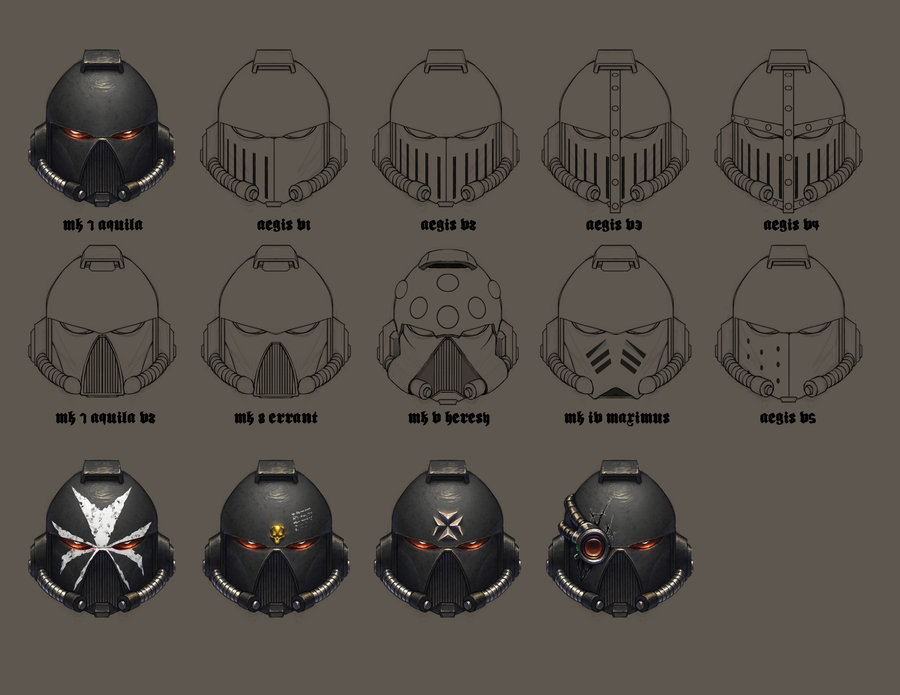 mk 7 aquila
aegis v1
aegis v2
aegis v3
aegis v4
mk 7 aquila v2
mk 8 errant
mk v heresy
mk iv maximus
aegis v5